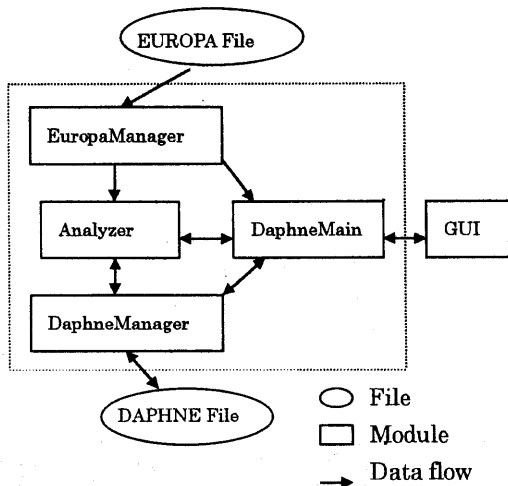 EUROPA File
EuropaManager
Analyzer
DaphneMain
GUI
DaphneManager
DAPHNE File
File
Module
Data flow